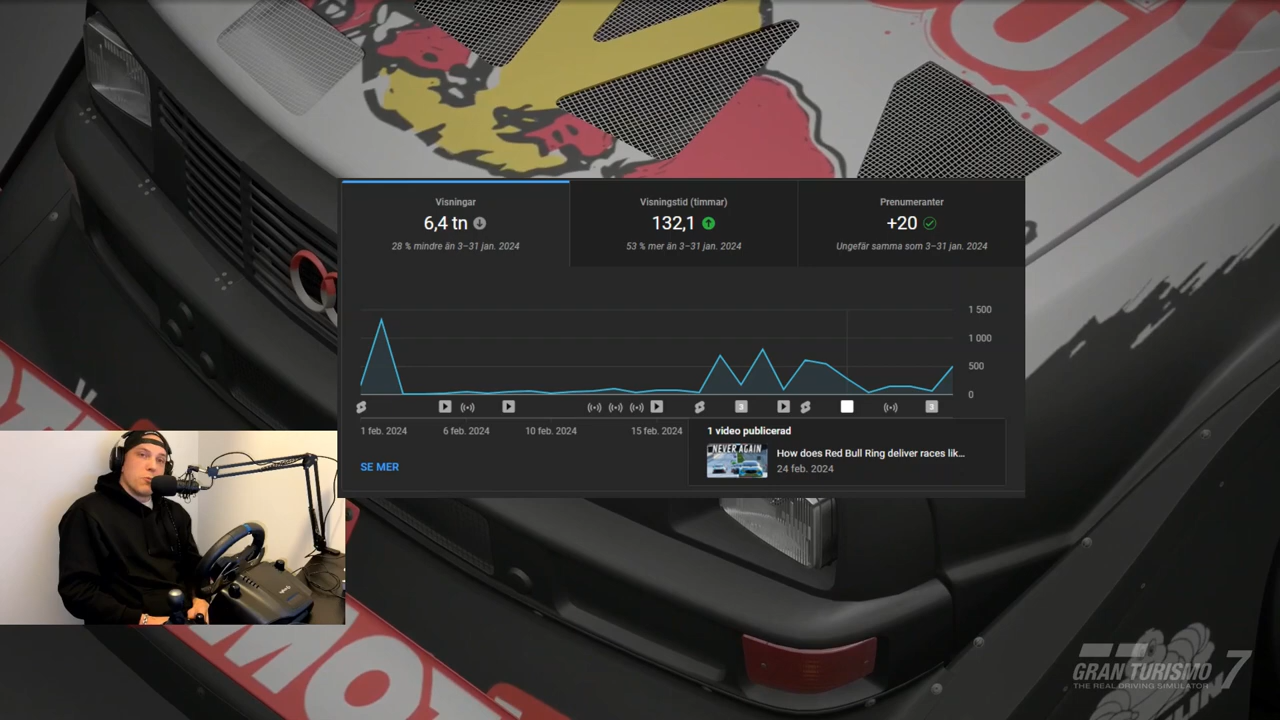 Visningar
6,4 tn
28 % mindre än 3–31 jan. 2024
Visningstid (timmar)
132,1
53 % mer än 3–31 jan. 2024
Prenumeranter
+20
Ungefär samma som 3–31 jan. 2024
1 500
1 000
500
0
3
3
1 feb. 2024
6 feb. 2024
10 feb. 2024
15 feb. 2024
1 video publicerad
NEVER AGAIN
How does Red Bull Ring deliver races lik...
24 feb. 2024
SE MER
GRAN TURISMO 7
THE REAL DRIVING SIMULATOR